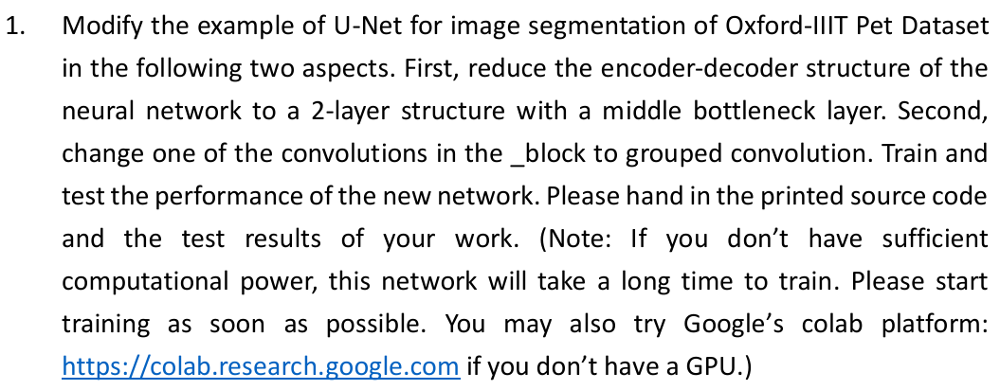 1. Modify the example of U-Net for image segmentation of Oxford-IIIT Pet Dataset
in the following two aspects. First, reduce the encoder-decoder structure of the
neural network to a 2-layer structure with a middle bottleneck layer. Second,
change one of the convolutions in the _block to grouped convolution. Train and
test the performance of the new network. Please hand in the printed source code
and the test results of your work. (Note: If you don’t have sufficient
computational power, this network will take a long time to train. Please start
training as soon as possible. You may also try Google’s colab platform:
https://colab.research.google.com if you don’t have a GPU.)